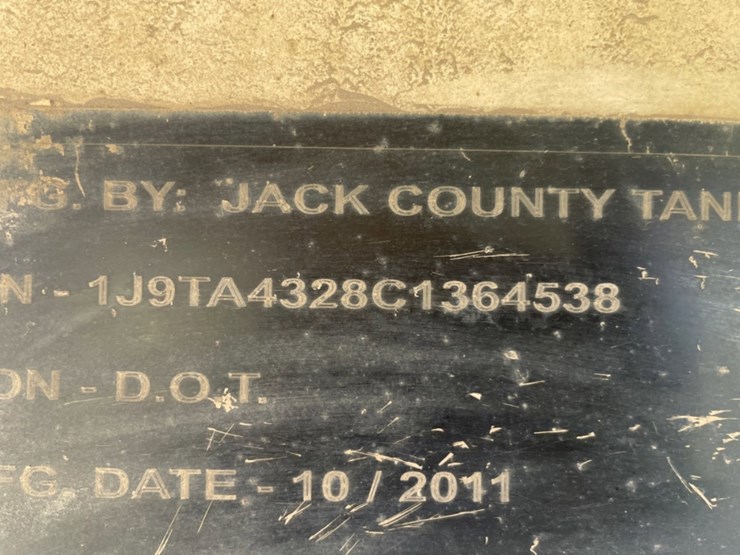 G. BY: JACK COUNTY TAN
N - 1J9TA4328C1364538
ON - D.O.T.
FG DATE - 10 / 2011